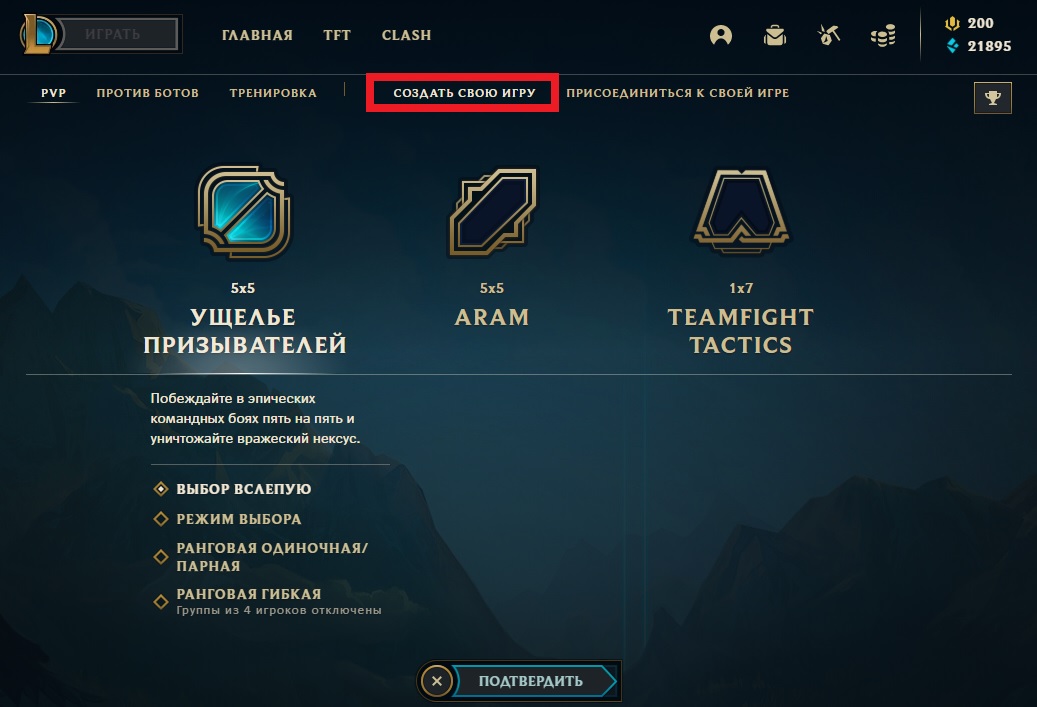 ИГРАТЬ
ГЛАВНАЯ
TFT
CLASH
200
21895
PVP
ПРОТИВ БОТОВ
ТРЕНИРОВКА
СОЗДАТЬ СВОЮ ИГРУ
ПРИСОЕДИНИТЬСЯ К СВОЕЙ ИГРЕ
5x5
УЩЕЛЬЕ
ПРИЗЫВАТЕЛЕЙ
5x5
ARAM
1x7
TEAMFIGHT
TACTICS
Побеждайте в эпических
командных боях пять на пять и
уничтожайте вражеский нексус.
ВЫБОР ВСЛЕПУЮ
РЕЖИМ ВЫБОРА
РАНГОВАЯ ОДИНОЧНАЯ/
ПАРНАЯ
РАНГОВАЯ ГИБКАЯ
Группы из 4 игроков отключены
ПОДТВЕРДИТЬ